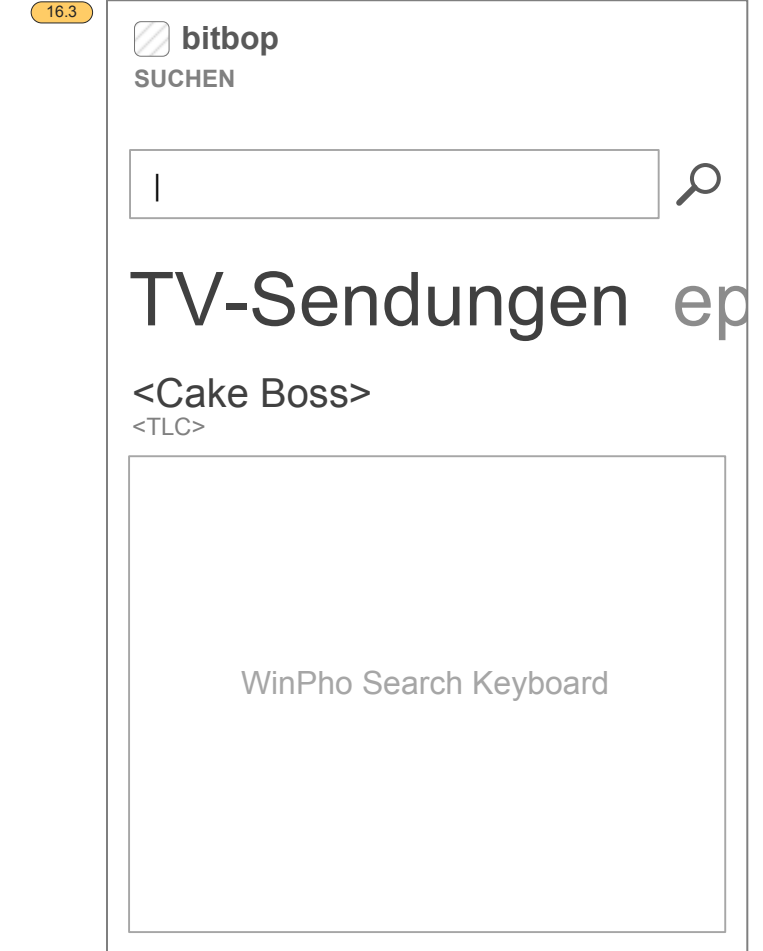 16.3
bitbop
SUCHEN
TV-Sendungen ep
<Cake Boss>
<TLC>
WinPho Search Keyboard